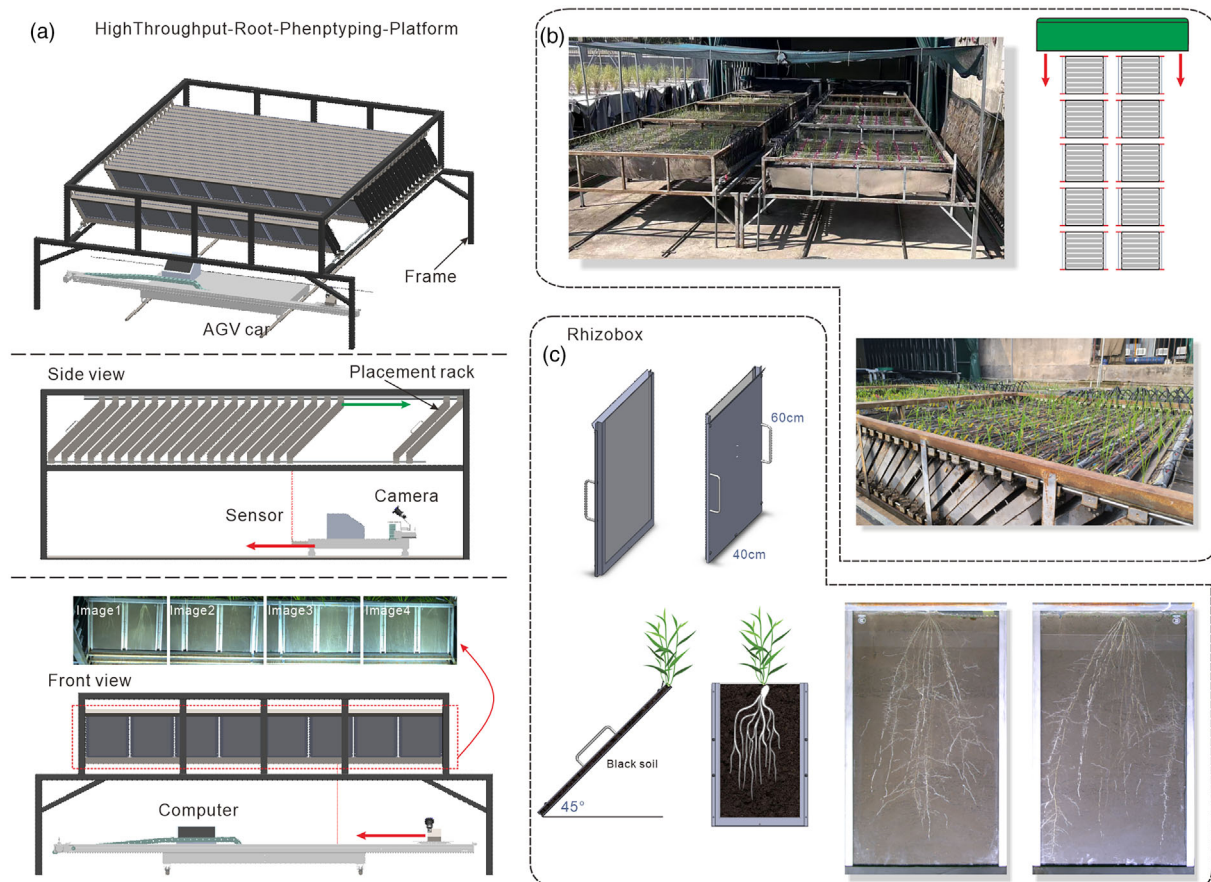 (a)
HighThroughput-Root-Phenptyping-Platform
Frame
AGV car
Side view
Placement rack
Camera
Sensor
Image1 Image2 Image3 Image4
Front view
Computer
(b)
Rhizobox
(c)
60cm
40cm
Black soil
45°